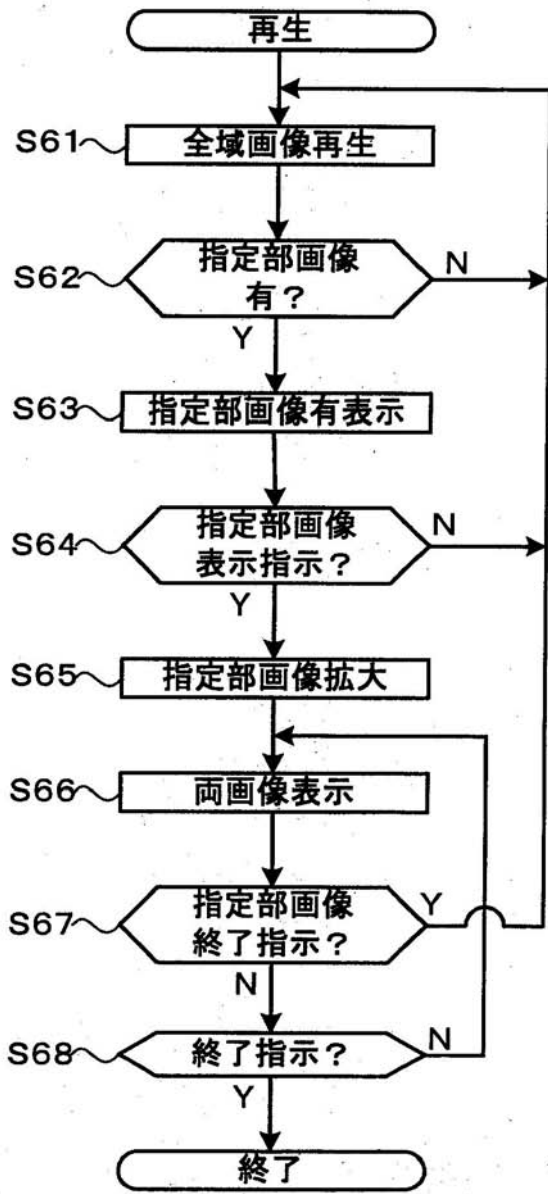 再生
S61
全域画像再生
S62
指定部画像
有？
N
Y
S63
指定部画像有表示
S64
指定部画像
表示指示？
N
Y
S65
指定部画像拡大
S66
両画像表示
S67
指定部画像
終了指示？
Y
N
S68
終了指示？
N
Y
終了